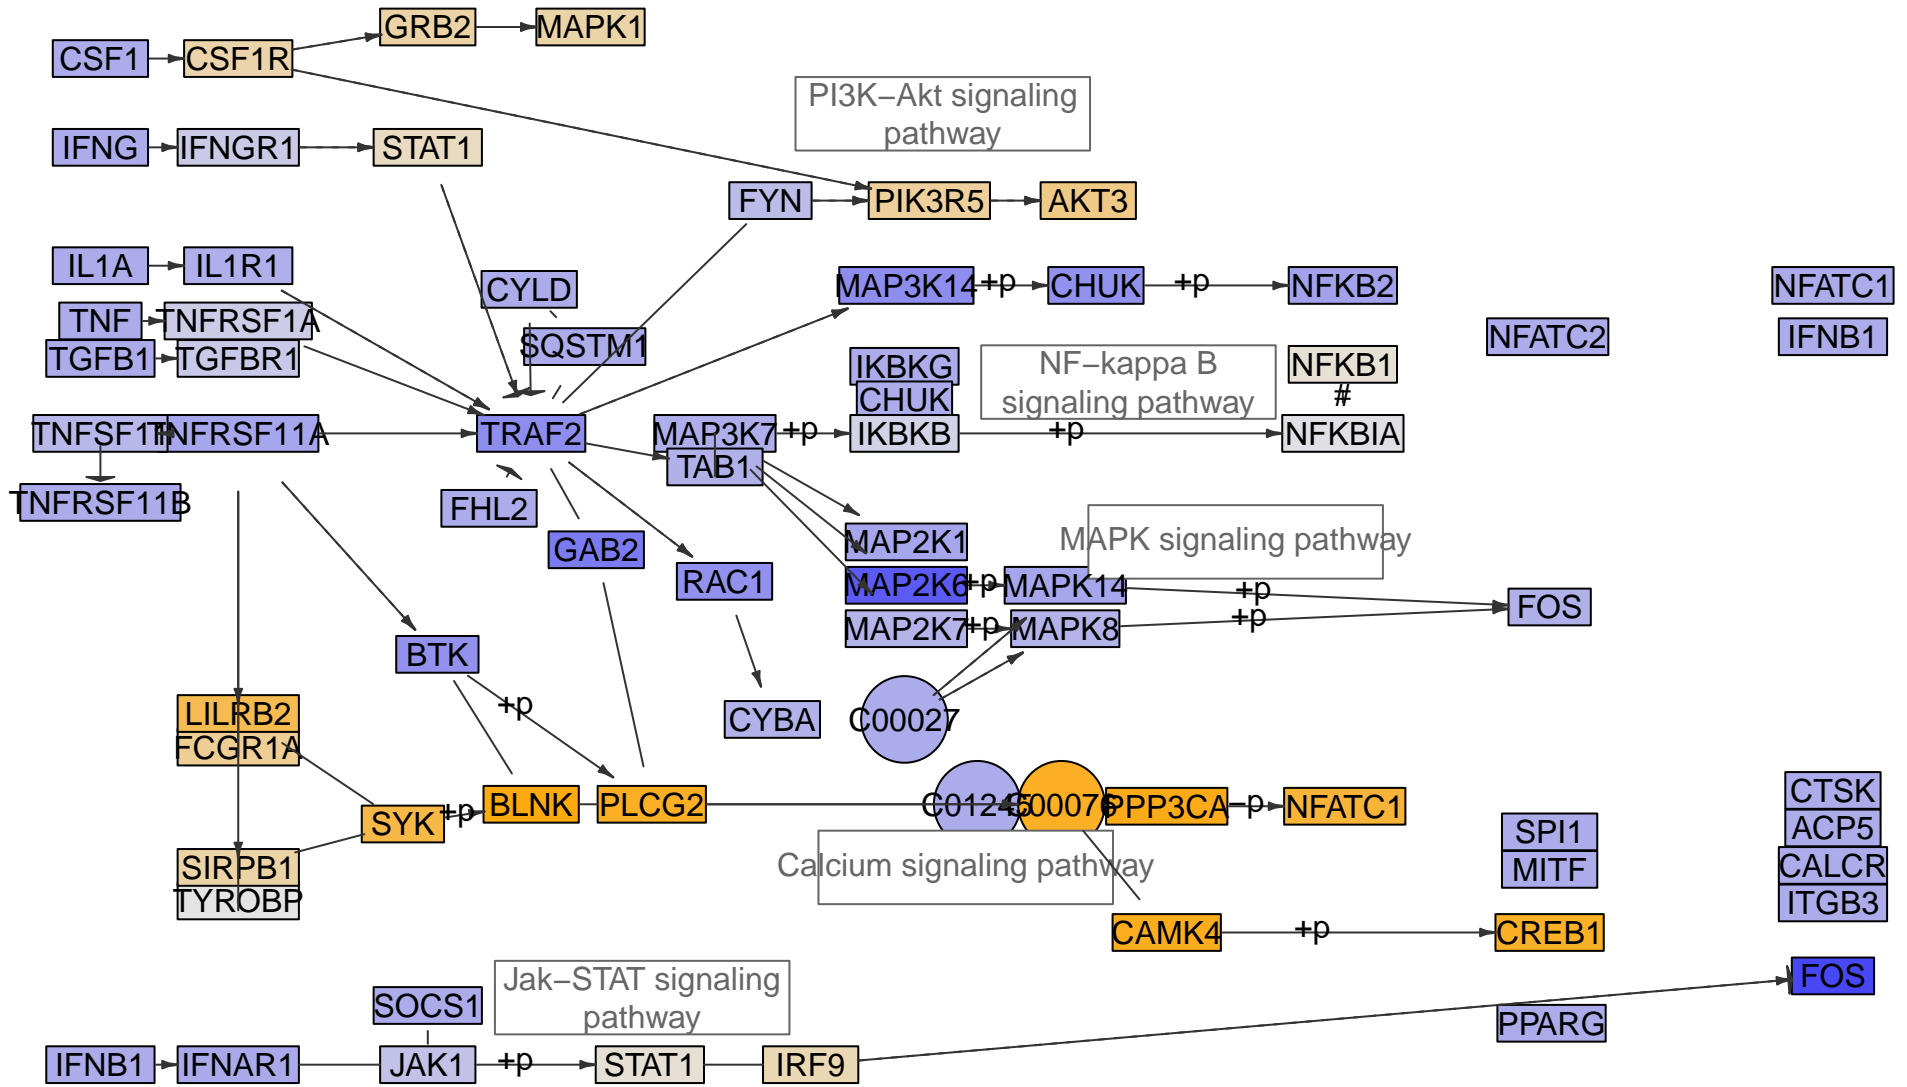 GRB2
MAPK1
CSF1
CSF1R
PI3K−Akt signaling
pathway
IFNG
IFNGR1
STAT1
FYN
PIK3R5
AKT3
IL1A
IL1R1
CYLD
MAP3K14
+p
CHUK
+p
NFKB2
NFATC1
TNF
TNFRSF1A
SQSTM1
NFATC2
IFNB1
TGFB1
TGFBR1
IKBKG
NF−kappa B
signaling pathway
NFKB1
#
CHUK
TNFRSF11A
TRAF2
MAP3K7
+p
IKBKB
+p
NFKBIA
TAB1
TNFRSF11B
FHL2
GAB2
MAP2K1
MAPK signaling pathway
RAC1
MAP2K6
+p
MAPK14
+p
FOS
MAP2K7
+p
MAPK8
+p
BTK
+p
LILRB2
CYBA
C00027
FCGR1A
SYK
+p
BLNK
PLCG2
C01245
C00076
PPP3CA
−p
NFATC1
CTSK
SPI1
ACP5
SIRPB1
Calcium signaling pathway
MITF
CALCR
TYROBP
ITGB3
CAMK4
+p
CREB1
Jak−STAT signaling
pathway
FOS
SOCS1
PPARG
IFNB1
IFNAR1
JAK1
+p
STAT1
IRF9